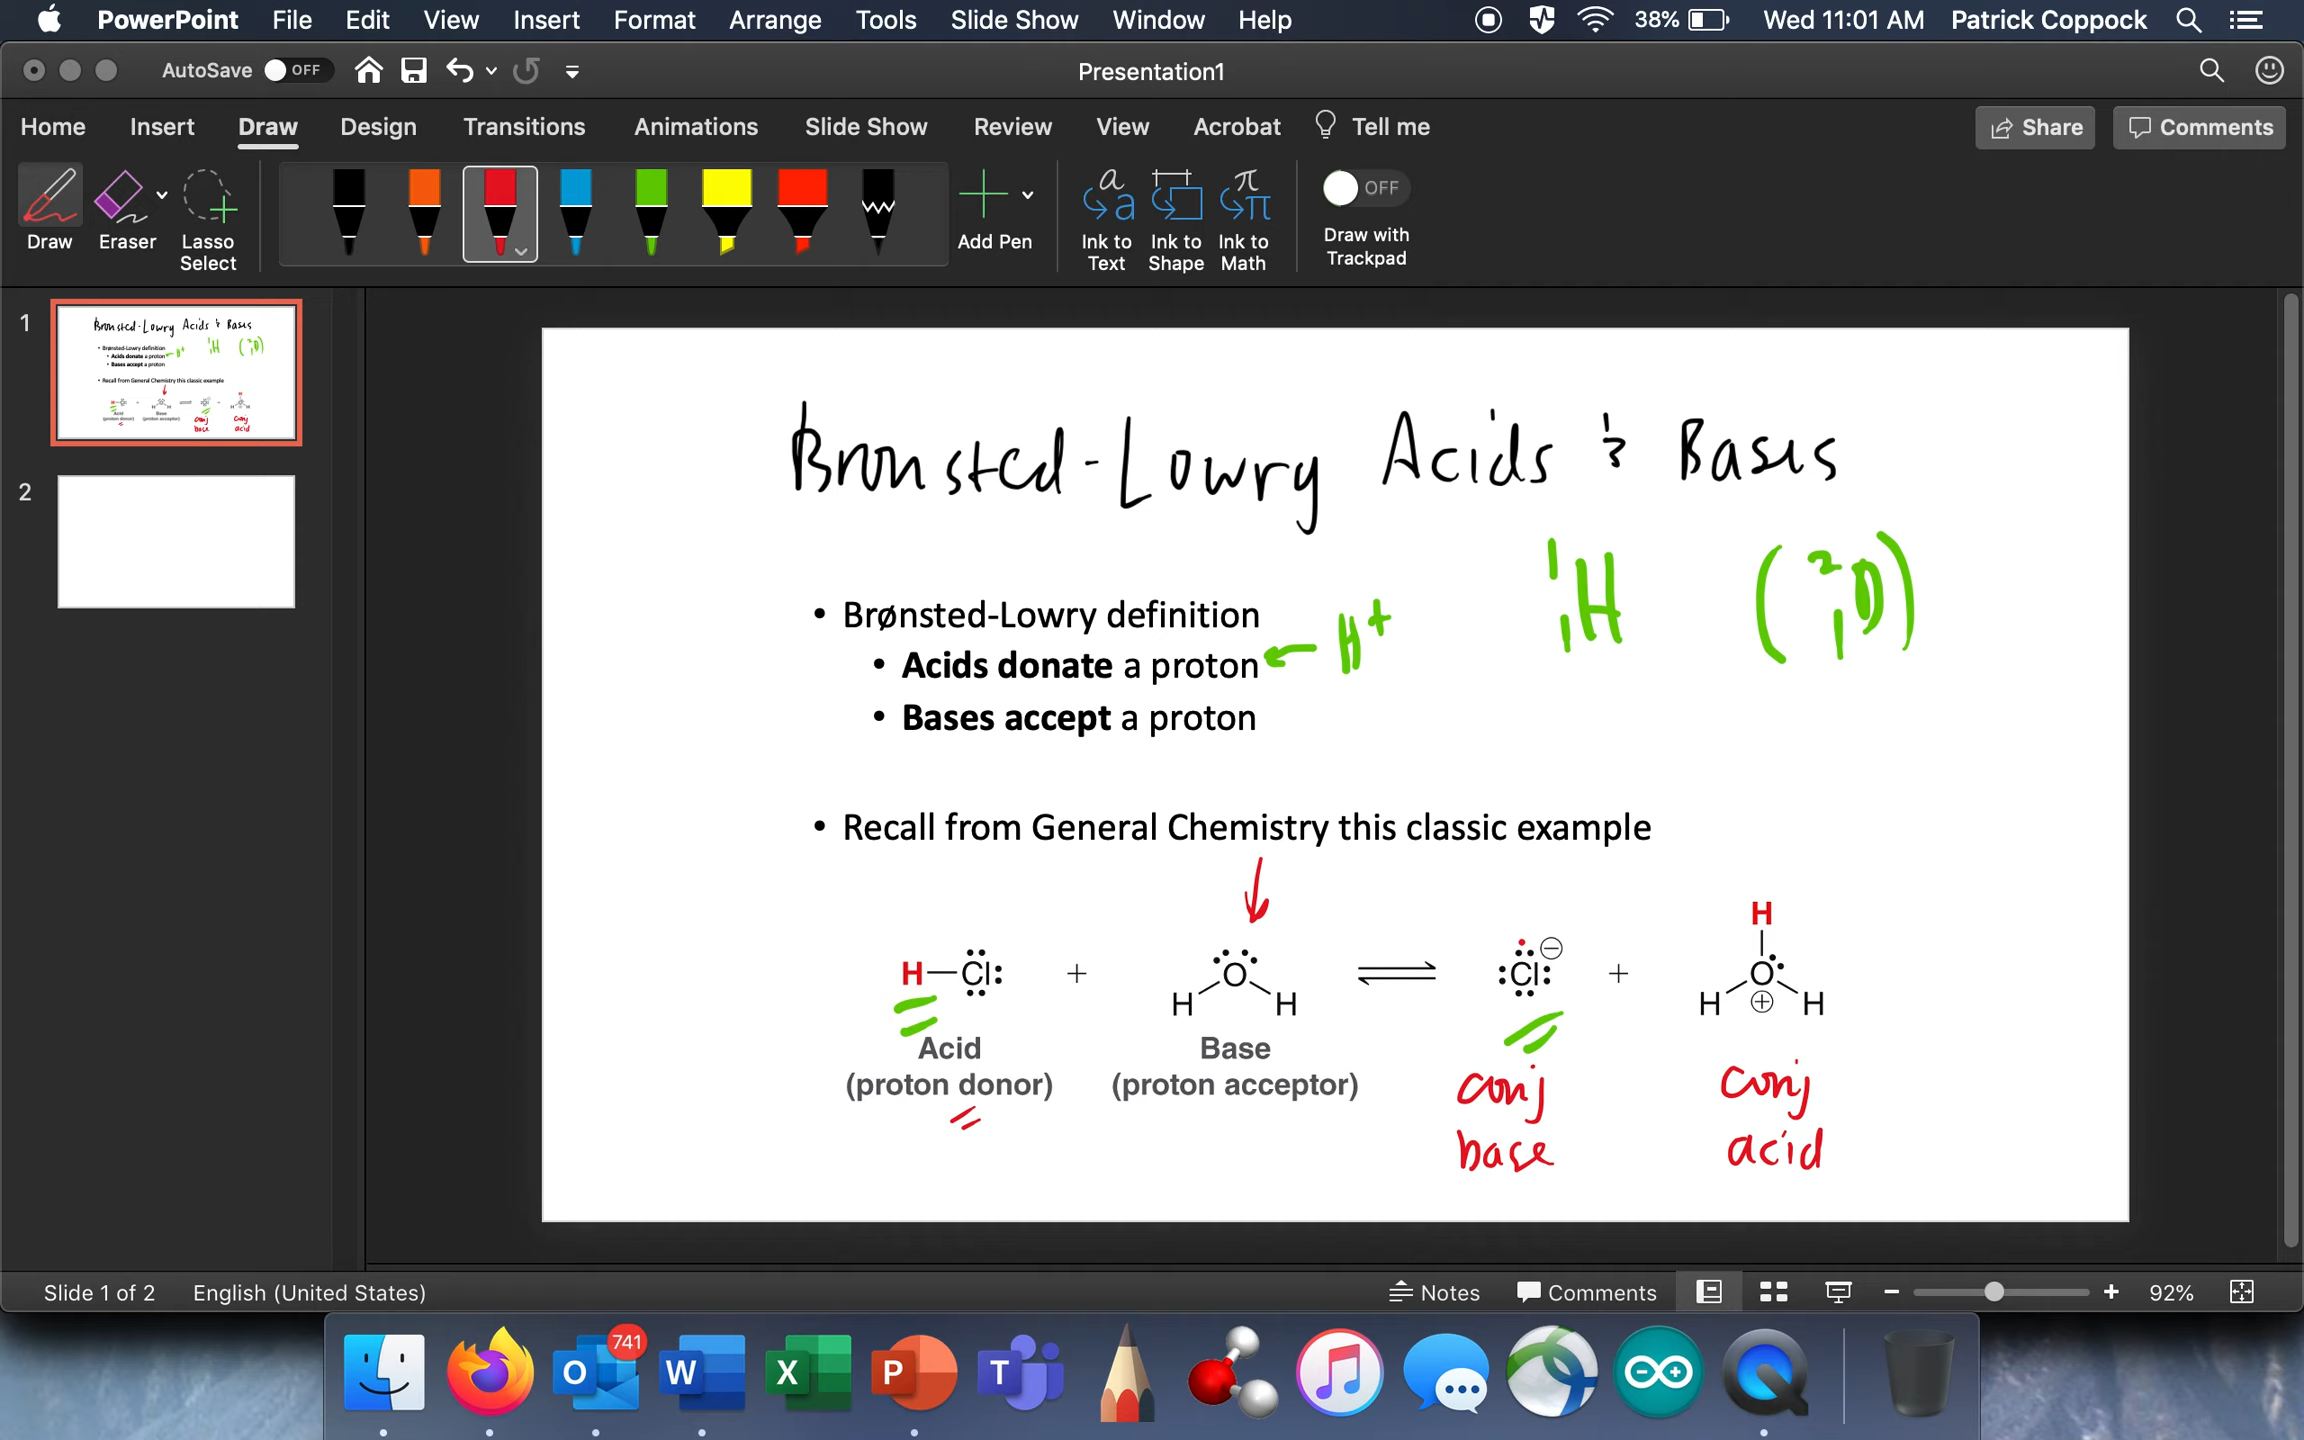 PowerPoint File Edit View Insert Format Arrange Tools Slide Show Window Help 38% Wed 11:01 AM Patrick Coppock
AutoSave OFF Presentation1
Home Insert Draw Design Transitions Animations Slide Show Review View Acrobat Tell me Share Comments
Draw Eraser Lasso Select Add Pen Ink to Text Ink to Shape Ink to Math OFF Draw with Trackpad
1
2
Bronsted-Lowry Acids & Bases
¹₁H (²₁D)
• Brønsted-Lowry definition
• Acids donate a proton ← H⁺
• Bases accept a proton
• Recall from General Chemistry this classic example
H
H—Cl + O ⇌ Cl ⊖ + O
H H H ⊕ H
Acid Base
(proton donor) (proton acceptor)
conj conj
base acid
Slide 1 of 2 English (United States) Notes Comments 92%
741
O W X P T